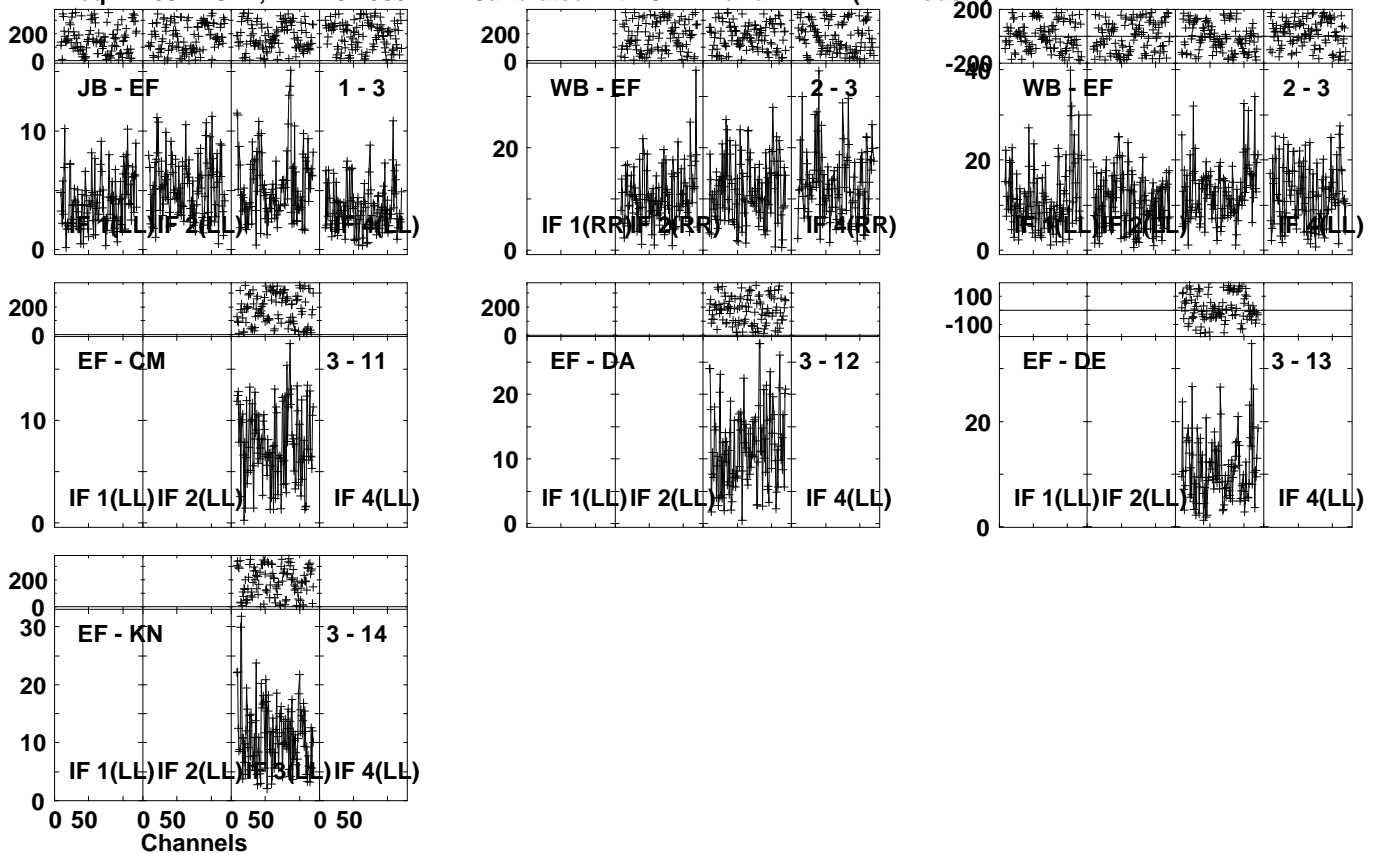 200
0
JB - EF 1 - 3
10
0
IF 1(LL) IF 2(LL) IF 4(LL)
200
0
WB - EF 2 - 3
20
0
IF 1(RR) IF 2(RR) IF 4(RR)
200
-200
40
WB - EF 2 - 3
20
0
IF 1(LL) IF 2(LL) IF 4(LL)
200
0
EF - CM 3 - 11
10
0
IF 1(LL) IF 2(LL) IF 4(LL)
200
0
EF - DA 3 - 12
20
10
0
IF 1(LL) IF 2(LL) IF 4(LL)
100
-100
EF - DE 3 - 13
20
0
IF 1(LL) IF 2(LL) IF 4(LL)
200
0
30
EF - KN 3 - 14
20
10
IF 1(LL) IF 2(LL) IF 3(LL) IF 4(LL)
0
0 50 0 50 0 50 0 50
Channels